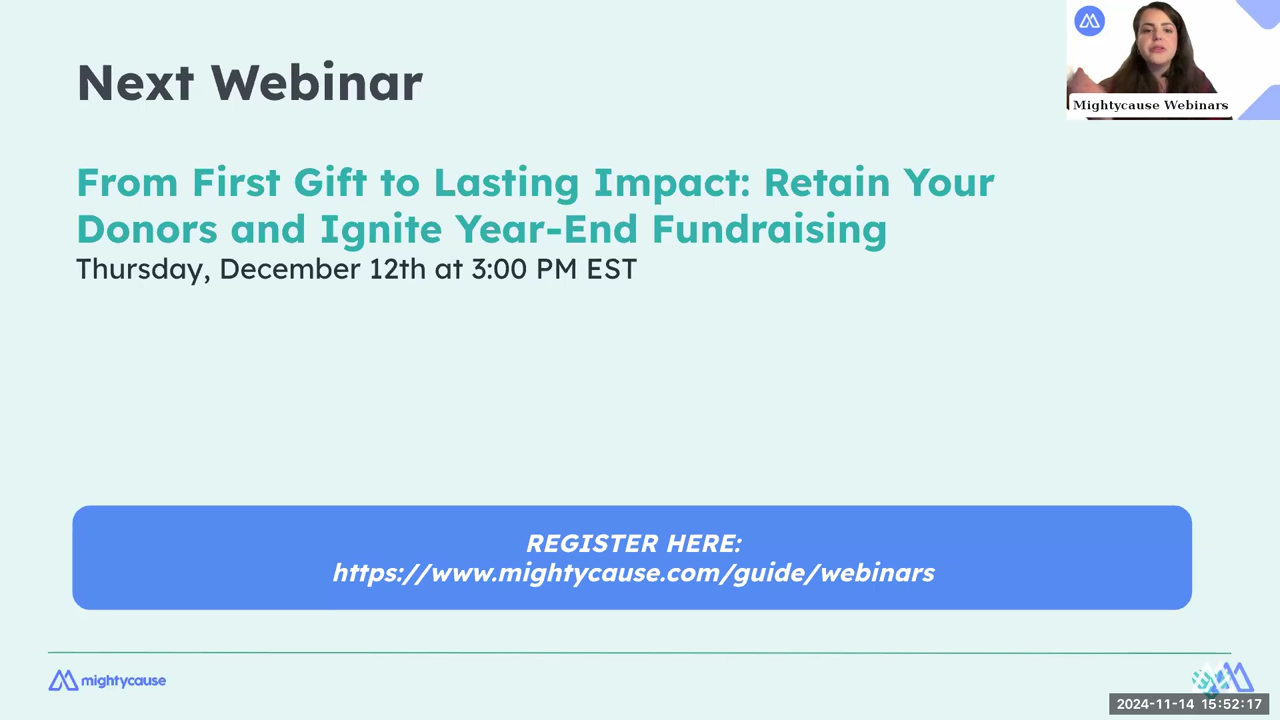 Next Webinar
Mightycause Webinars
From First Gift to Lasting Impact: Retain Your
Donors and Ignite Year-End Fundraising
Thursday, December 12th at 3:00 PM EST
REGISTER HERE:
https://www.mightycause.com/guide/webinars
mightycause
2024-11-14 15:52:17